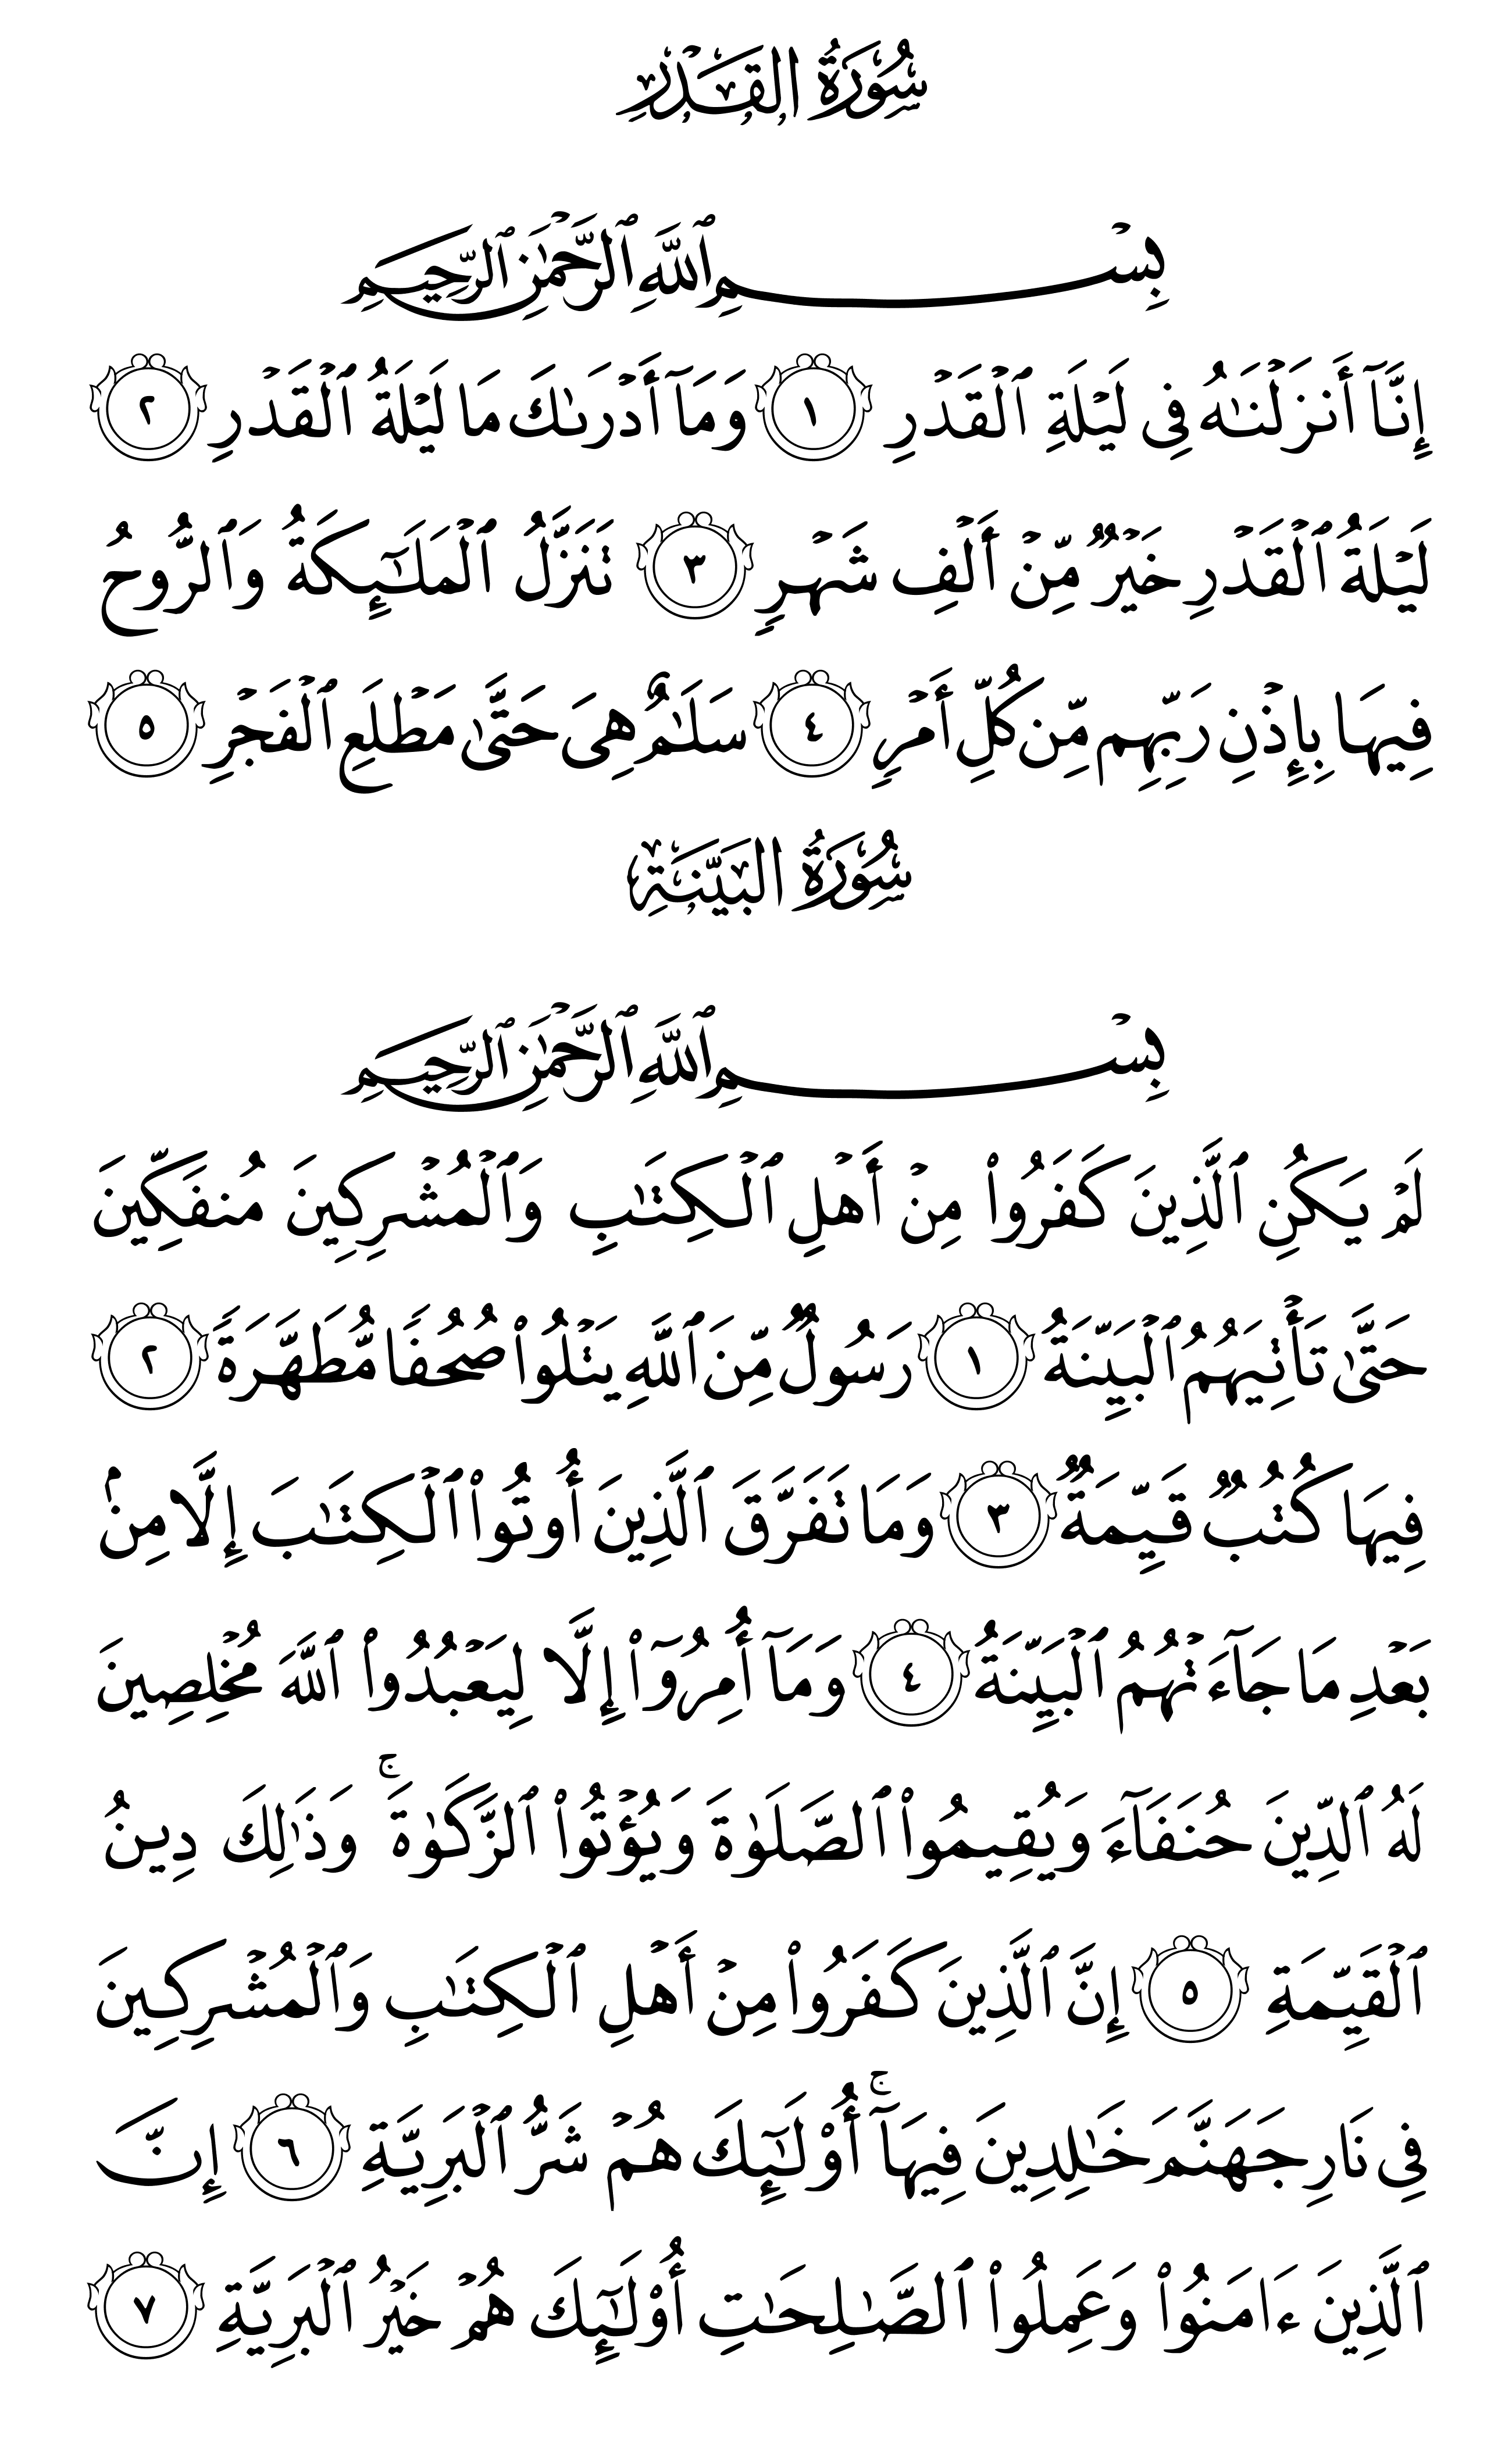 سُورَةُ القَدْرِ
بِسْمِ ٱللَّهِ ٱلرَّحْمَٰنِ ٱلرَّحِيمِ
إِنَّآ أَنزَلْنَٰهُ فِى لَيْلَةِ ٱلْقَدْرِ ١ وَمَآ أَدْرَىٰكَ مَا لَيْلَةُ ٱلْقَدْرِ ٢
لَيْلَةُ ٱلْقَدْرِ خَيْرٌ مِّنْ أَلْفِ شَهْرٍ ٣ تَنَزَّلُ ٱلْمَلَٰٓئِكَةُ وَٱلرُّوحُ
فِيهَا بِإِذْنِ رَبِّهِم مِّن كُلِّ أَمْرٍ ٤ سَلَٰمٌ هِىَ حَتَّىٰ مَطْلَعِ ٱلْفَجْرِ ٥
سُورَةُ البَيِّنَةِ
بِسْمِ ٱللَّهِ ٱلرَّحْمَٰنِ ٱلرَّحِيمِ
لَمْ يَكُنِ ٱلَّذِينَ كَفَرُوا۟ مِنْ أَهْلِ ٱلْكِتَٰبِ وَٱلْمُشْرِكِينَ مُنفَكِّينَ
حَتَّىٰ تَأْتِيَهُمُ ٱلْبَيِّنَةُ ١ رَسُولٌ مِّنَ ٱللَّهِ يَتْلُوا۟ صُحُفًا مُّطَهَّرَةً ٢
فِيهَا كُتُبٌ قَيِّمَةٌ ٣ وَمَا تَفَرَّقَ ٱلَّذِينَ أُوتُوا۟ ٱلْكِتَٰبَ إِلَّا مِنۢ
بَعْدِ مَا جَآءَتْهُمُ ٱلْبَيِّنَةُ ٤ وَمَآ أُمِرُوٓا۟ إِلَّا لِيَعْبُدُوا۟ ٱللَّهَ مُخْلِصِينَ
لَهُ ٱلدِّينَ حُنَفَآءَ وَيُقِيمُوا۟ ٱلصَّلَوٰةَ وَيُؤْتُوا۟ ٱلزَّكَوٰةَ ۚ وَذَٰلِكَ دِينُ
ٱلْقَيِّمَةِ ٥ إِنَّ ٱلَّذِينَ كَفَرُوا۟ مِنْ أَهْلِ ٱلْكِتَٰبِ وَٱلْمُشْرِكِينَ
فِى نَارِ جَهَنَّمَ خَٰلِدِينَ فِيهَآ ۚ أُو۟لَٰٓئِكَ هُمْ شَرُّ ٱلْبَرِيَّةِ ٦ إِنَّ
ٱلَّذِينَ ءَامَنُوا۟ وَعَمِلُوا۟ ٱلصَّٰلِحَٰتِ أُو۟لَٰٓئِكَ هُمْ خَيْرُ ٱلْبَرِيَّةِ ٧